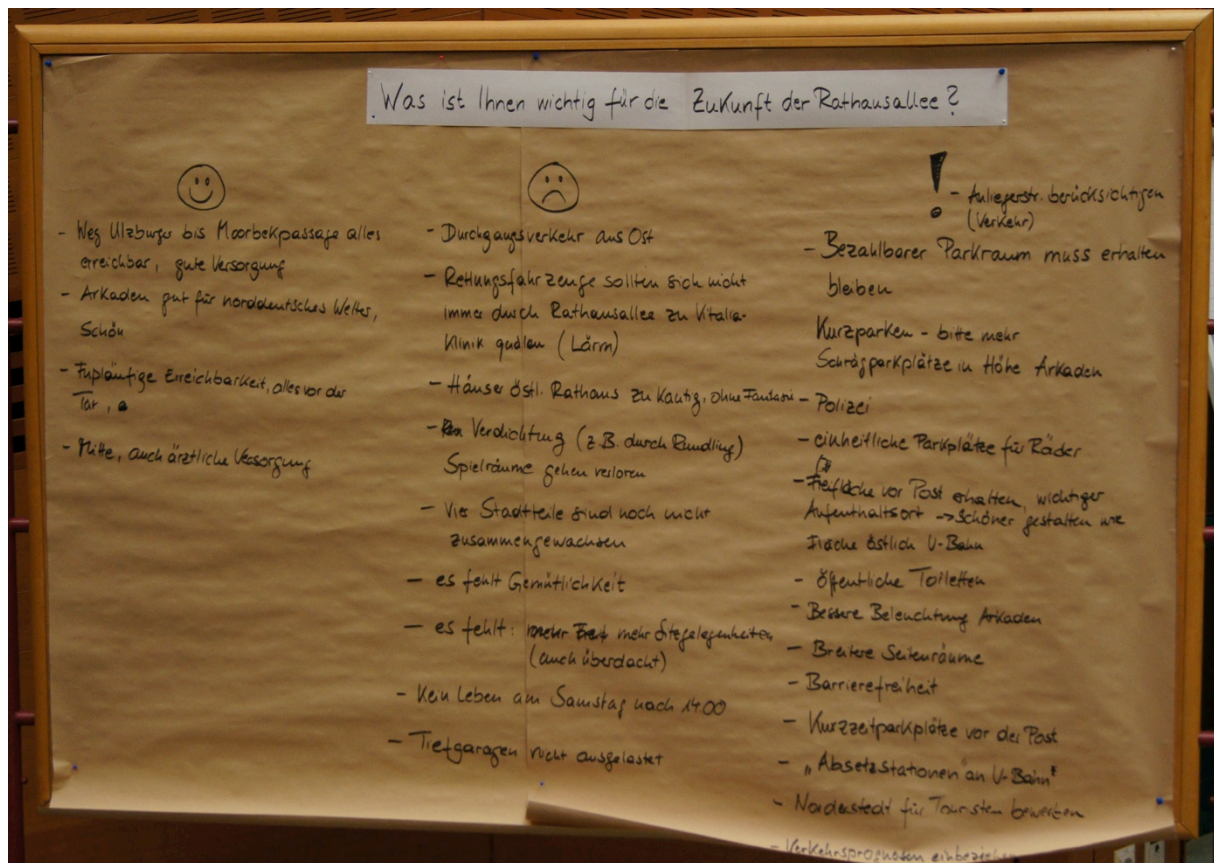 Was ist Ihnen wichtig für die Zukunft der Rathausallee?
- Weg Ulzburger bis Moorbekpassage alles
erreichbar, gute Versorgung
- Arkaden gut für norddeutsches Wetter,
Schön
- Fußläufige Erreichbarkeit, alles vor der
Tür,
- Mitte, auch ärztliche Versorgung
- Durchgangsverkehr aus Ost
- Rettungsfahrzeuge sollten sich nicht
immer durch Rathausallee zu Vitalia-
Klinik quälen (Lärm)
- Häuser östl. Rathaus zu kantig, ohne Fantasie
- Verdichtung (z.B. durch Rundling)
Spielräume gehen verloren
- Vier Stadtteile sind noch nicht
zusammengewachsen
- es fehlt Gemütlichkeit
- es fehlt: mehr Sitzgelegenheiten
(auch überdacht)
- Kein Leben am Samstag nach 14.00
- Tiefgaragen nicht ausgelastet
! - Anliegerstr. berücksichtigen
(Verkehr)
- Bezahlbarer Parkraum muss erhalten
bleiben
Kurzparken - bitte mehr
Schrägparkplätze in Höhe Arkaden
- Polizei
- einheitliche Parkplätze für Räder
- Freifläche vor Post erhalten, wichtiger
Aufenthaltsort -> Schöner gestalten wie
Fläche östlich U-Bahn
- öffentliche Toiletten
- Bessere Beleuchtung Arkaden
- Breitere Seitenräume
- Barrierefreiheit
- Kurzzeitparkplätze vor der Post
- "Absetzstationen an U-Bahn"
- Norderstedt für Touristen bewerben
- Verkehrsprognosen einbeziehen